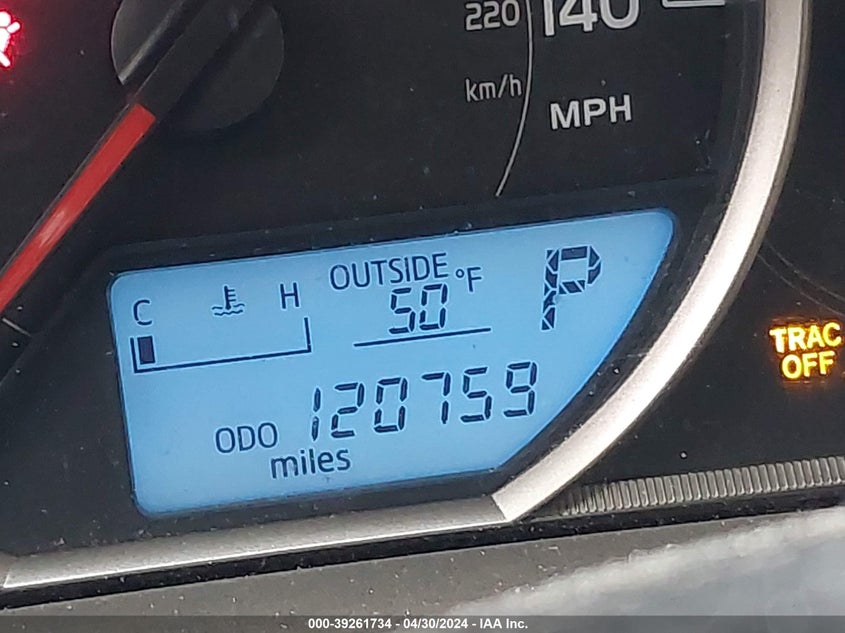 220 140
km/h
MPH
OUTSIDE °F
C H 50 P
TRAC
OFF
ODO 120759
miles
000-39261734 - 04/30/2024 - IAA Inc.